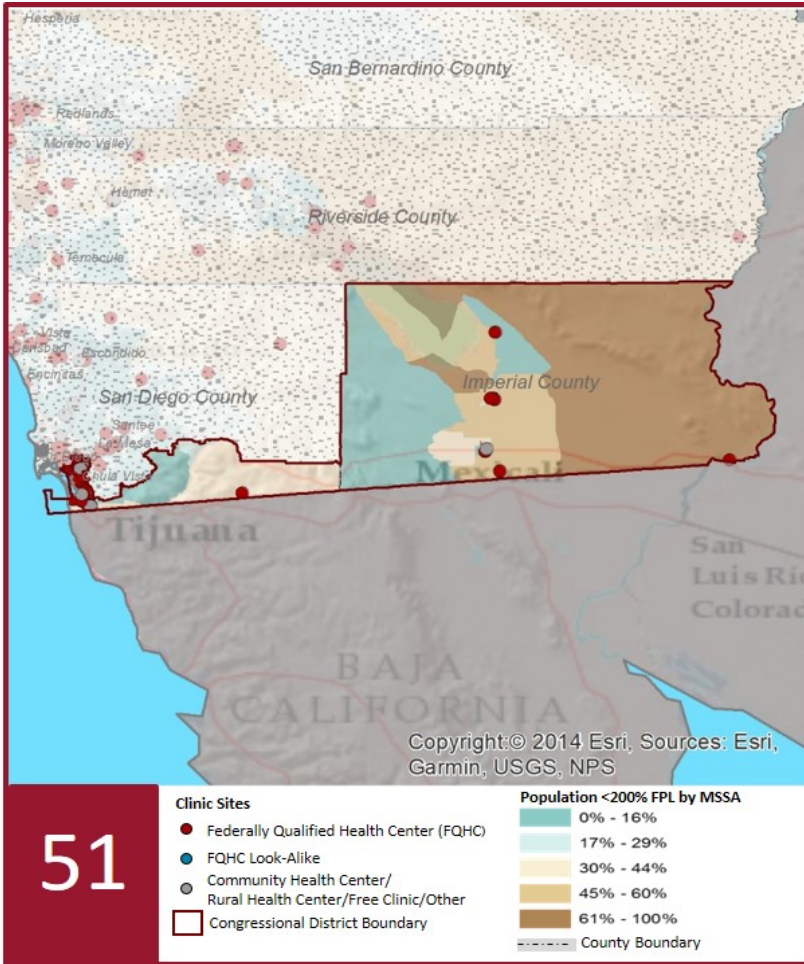 Hesperia
San Bernardino County
Redlands
Moreno Valley
Hemet
Riverside County
Temecula
Vista
Carlsbad
Escondido
Encinitas
San Diego County
Imperial County
Santee
La Mesa
Chula Vista
Mexicali
Tijuana
San
Luis Río
Colorad
BAJA
CALIFORNIA
Copyright:© 2014 Esri, Sources: Esri,
Garmin, USGS, NPS
51
Clinic Sites
Federally Qualified Health Center (FQHC)
FQHC Look-Alike
Community Health Center/
Rural Health Center/Free Clinic/Other
Congressional District Boundary
Population <200% FPL by MSSA
0% - 16%
17% - 29%
30% - 44%
45% - 60%
61% - 100%
County Boundary